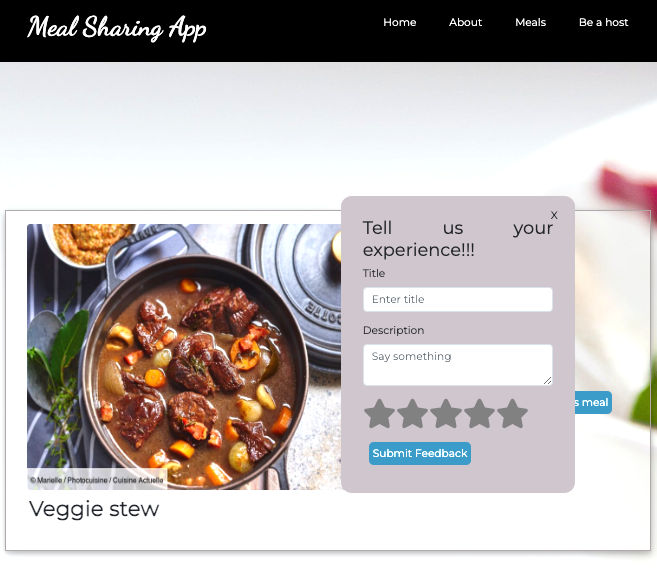 Meal Sharing App
Home About Meals Be a host
x
Tell us your
experience!!!
Title
Enter title
Description
Say something
s meal
Submit Feedback
© Marielle / Photocuisine / Cuisine Actuelle
Veggie stew